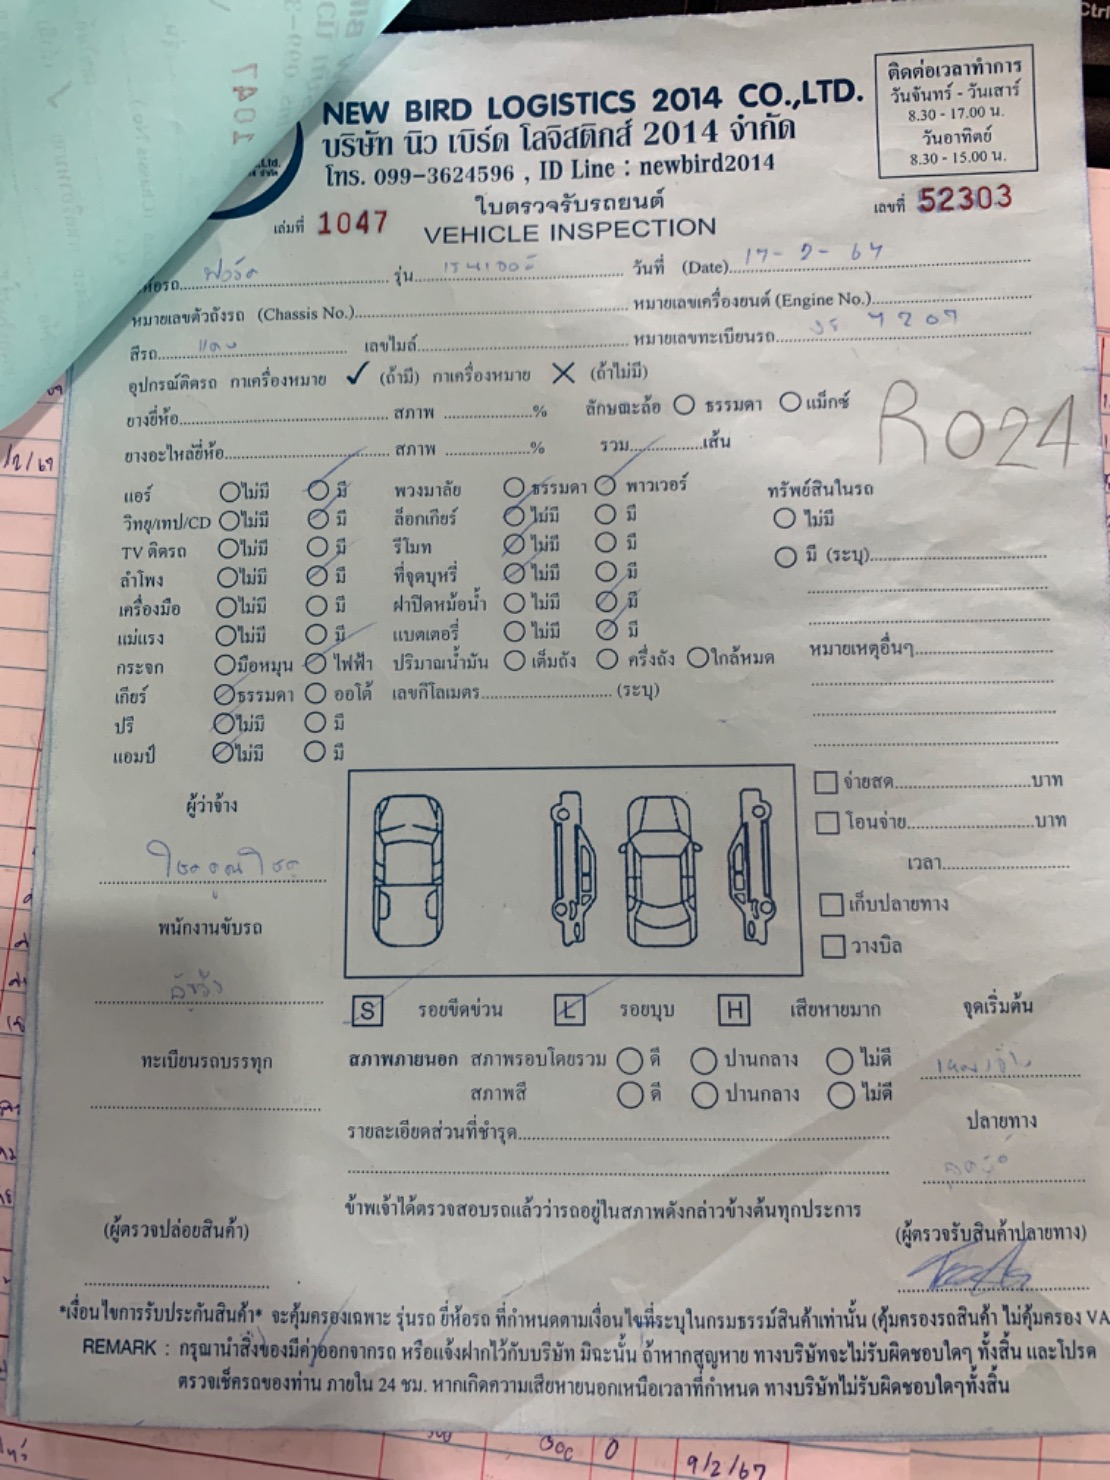 NEW BIRD LOGISTICS 2014 CO.,LTD.
บริษัท นิว เบิร์ด โลจิสติกส์ 2014 จำกัด
โทร. 099-3624596 , ID Line : newbird2014
ติดต่อเวลาทำการ
วันจันทร์ - วันเสาร์
8.30 - 17.00 น.
วันอาทิตย์
8.30 - 15.00 น.
ใบตรวจรับรถยนต์
เล่มที่ 1047
VEHICLE INSPECTION
เลขที่ 52303
ฟอร์ด รุ่น เรนเจอร์ วันที่ (Date) 17-2-67
หมายเลขตัวถังรถ (Chassis No.) หมายเลขเครื่องยนต์ (Engine No.)
สีรถ แดง เลขไมล์ หมายเลขทะเบียนรถ 7207
อุปกรณ์ติดรถ กาเครื่องหมาย ✓ (ถ้ามี) กาเครื่องหมาย X (ถ้าไม่มี)
ยางยี่ห้อ สภาพ % ลักษณะล้อ ธรรมดา แม็กซ์
R024
ยางอะไหล่ยี่ห้อ สภาพ % รวม เส้น
แอร์ ไม่มี มี พวงมาลัย ธรรมดา พาวเวอร์ ทรัพย์สินในรถ
วิทยุ/เทป/CD ไม่มี มี ล็อกเกียร์ ไม่มี มี ไม่มี
TV ติดรถ ไม่มี มี รีโมท ไม่มี มี มี (ระบุ)
ลำโพง ไม่มี มี ที่จุดบุหรี่ ไม่มี มี
เครื่องมือ ไม่มี มี ฝาปิดหม้อน้ำ ไม่มี มี
แม่แรง ไม่มี มี แบตเตอรี่ ไม่มี มี หมายเหตุอื่นๆ
กระจก มือหมุน ไฟฟ้า ปริมาณน้ำมัน เต็มถัง ครึ่งถัง ใกล้หมด
เกียร์ ธรรมดา ออโต้ เลขกิโลเมตร (ระบุ)
ปรี ไม่มี มี
แอมป์ ไม่มี มี
ผู้ว่าจ้าง
จ่ายสด บาท
โอนจ่าย บาท
เวลา
เก็บปลายทาง
วางบิล
พนักงานขับรถ
S รอยขีดข่วน L รอยบุบ H เสียหายมาก
จุดเริ่มต้น
ทะเบียนรถบรรทุก
สภาพภายนอก สภาพรอบโดยรวม ดี ปานกลาง ไม่ดี
สภาพสี ดี ปานกลาง ไม่ดี
ปลายทาง
รายละเอียดส่วนที่ชำรุด
ข้าพเจ้าได้ตรวจสอบรถแล้วว่ารถอยู่ในสภาพดังกล่าวข้างต้นทุกประการ
(ผู้ตรวจปล่อยสินค้า) (ผู้ตรวจรับสินค้าปลายทาง)
*เงื่อนไขการรับประกันสินค้า* จะคุ้มครองเฉพาะ รุ่นรถ ยี่ห้อรถ ที่กำหนดตามเงื่อนไขที่ระบุในกรมธรรม์สินค้าเท่านั้น (คุ้มครองรถสินค้า ไม่คุ้มครอง VA
REMARK : กรุณานำสิ่งของมีค่าออกจากรถ หรือแจ้งฝากไว้กับบริษัท มิฉะนั้น ถ้าหากสูญหาย ทางบริษัทจะไม่รับผิดชอบใดๆ ทั้งสิ้น และโปรด
ตรวจเช็ครถของท่าน ภายใน 24 ชม. หากเกิดความเสียหายนอกเหนือเวลาที่กำหนด ทางบริษัทไม่รับผิดชอบใดๆทั้งสิ้น
0 9/2/67